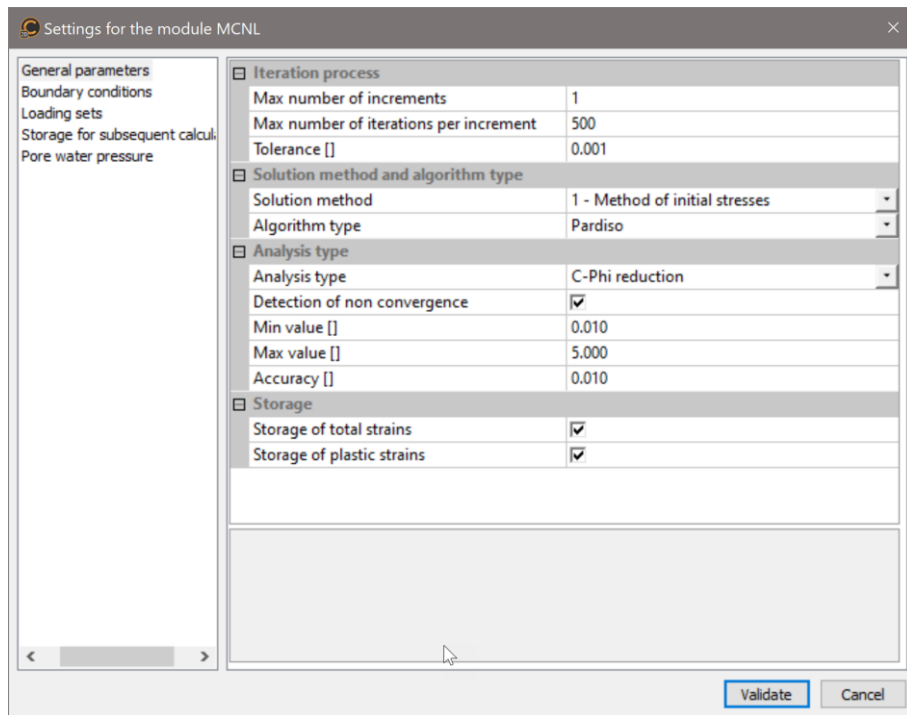 Settings for the module MCNL
General parameters
Boundary conditions
Loading sets
Storage for subsequent calcul
Pore water pressure
Iteration process
Max number of increments 1
Max number of iterations per increment 500
Tolerance [] 0.001
Solution method and algorithm type
Solution method 1 - Method of initial stresses
Algorithm type Pardiso
Analysis type
Analysis type C-Phi reduction
Detection of non convergence
Min value [] 0.010
Max value [] 5.000
Accuracy [] 0.010
Storage
Storage of total strains
Storage of plastic strains
Validate Cancel